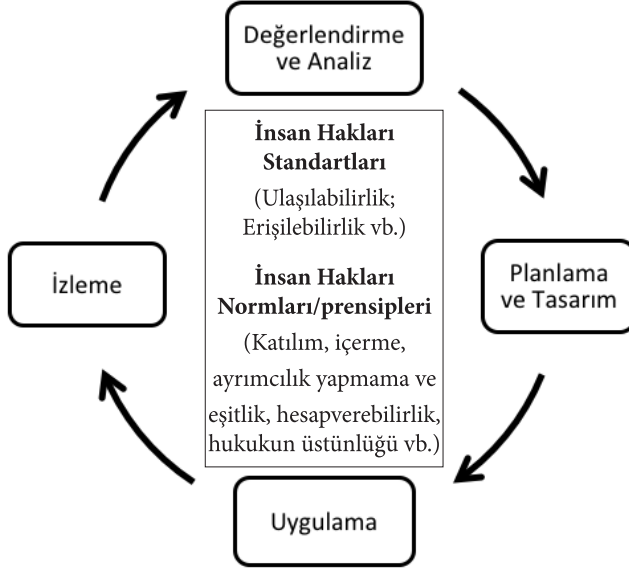 Değerlendirme
ve Analiz
İnsan Hakları
Standartları
(Ulaşılabilirlik;
Erişilebilirlik vb.)
İnsan Hakları
Normları/prensipleri
(Katılım, içerme,
ayrımcılık yapmama ve
eşitlik, hesapverebilirlik,
hukukun üstünlüğü vb.)
İzleme
Planlama
ve Tasarım
Uygulama